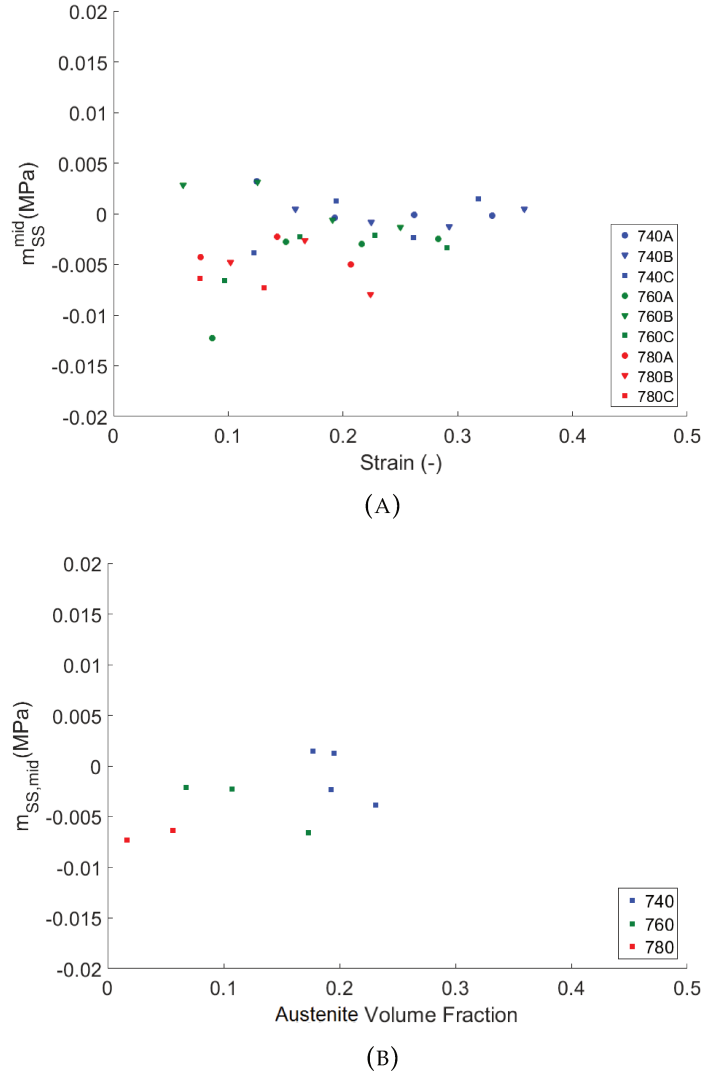 0.02
0.015
0.01
0.005
0
-0.005
-0.01
-0.015
-0.02
m_SS^mid(MPa)
0 0.1 0.2 0.3 0.4 0.5
Strain (-)
740A
740B
740C
760A
760B
760C
780A
780B
780C
(A)
0.02
0.015
0.01
0.005
0
-0.005
-0.01
-0.015
-0.02
m_SS,mid(MPa)
0 0.1 0.2 0.3 0.4 0.5
Austenite Volume Fraction
740
760
780
(B)